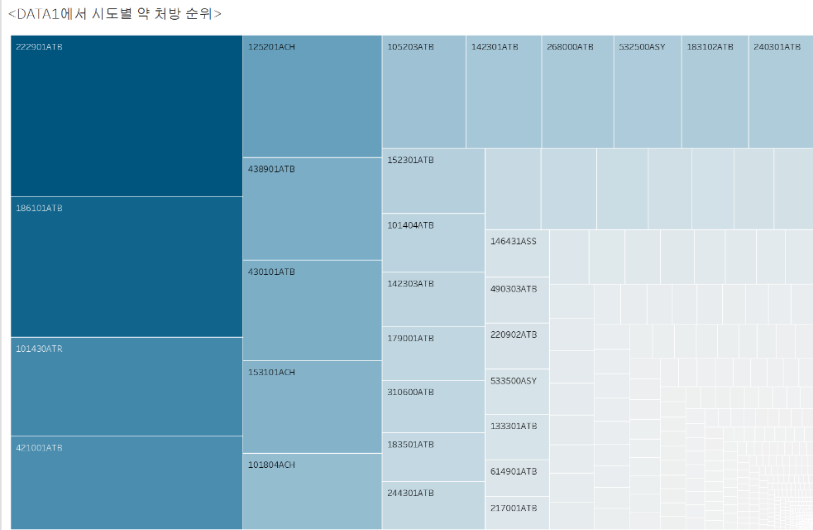 <DATA1에서 시도별 약 처방 순위>
222901ATB
186101ATB
101430ATR
421001ATB
125201ACH
438901ATB
430101ATB
153101ACH
101804ACH
105203ATB
142301ATB
268000ATB
532500ASY
183102ATB
240301ATB
152301ATB
101404ATB
142303ATB
179001ATB
310600ATB
183501ATB
244301ATB
146431ASS
490303ATB
220902ATB
533500ASY
133301ATB
614901ATB
217001ATB